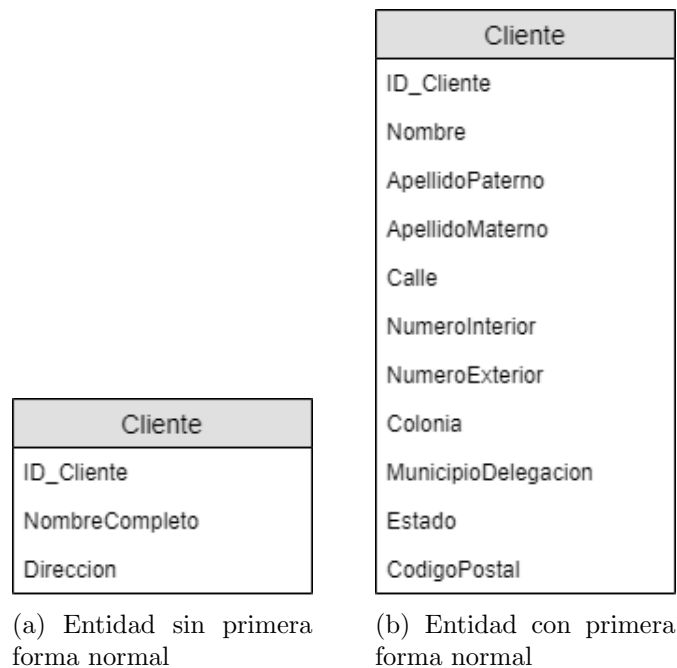 Cliente
ID_Cliente
NombreCompleto
Direccion
(a) Entidad sin primera
forma normal
Cliente
ID_Cliente
Nombre
ApellidoPaterno
ApellidoMaterno
Calle
NumeroInterior
NumeroExterior
Colonia
MunicipioDelegacion
Estado
CodigoPostal
(b) Entidad con primera
forma normal